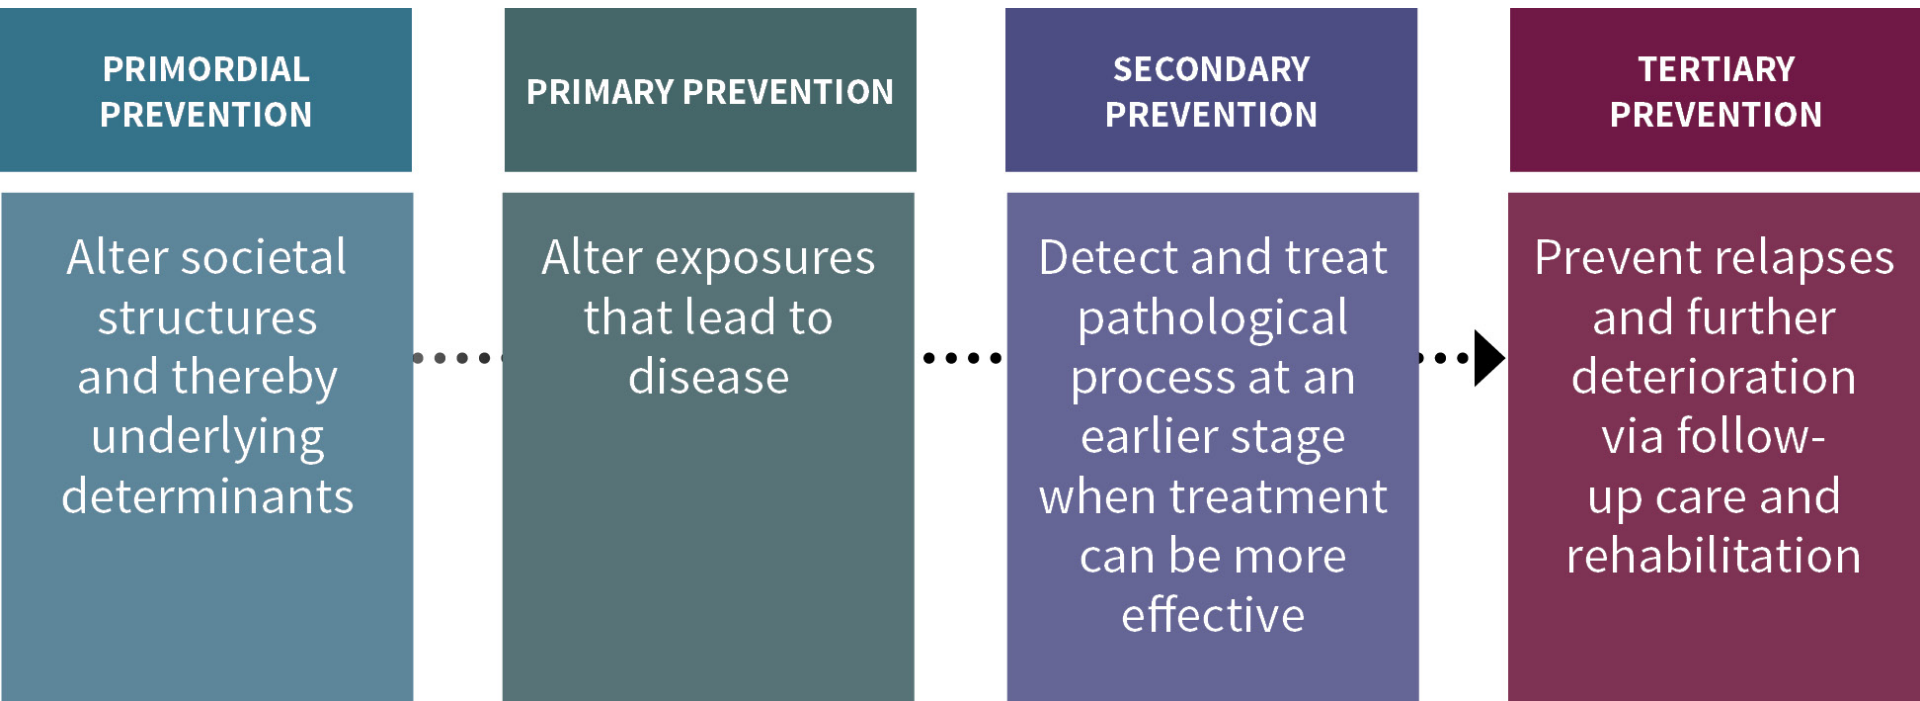 PRIMORDIAL
PREVENTION
Alter societal
structures
and thereby
underlying
determinants
PRIMARY PREVENTION
Alter exposures
that lead to
disease
SECONDARY
PREVENTION
Detect and treat
pathological
process at an
earlier stage
when treatment
can be more
effective
TERTIARY
PREVENTION
Prevent relapses
and further
deterioration
via follow-
up care and
rehabilitation